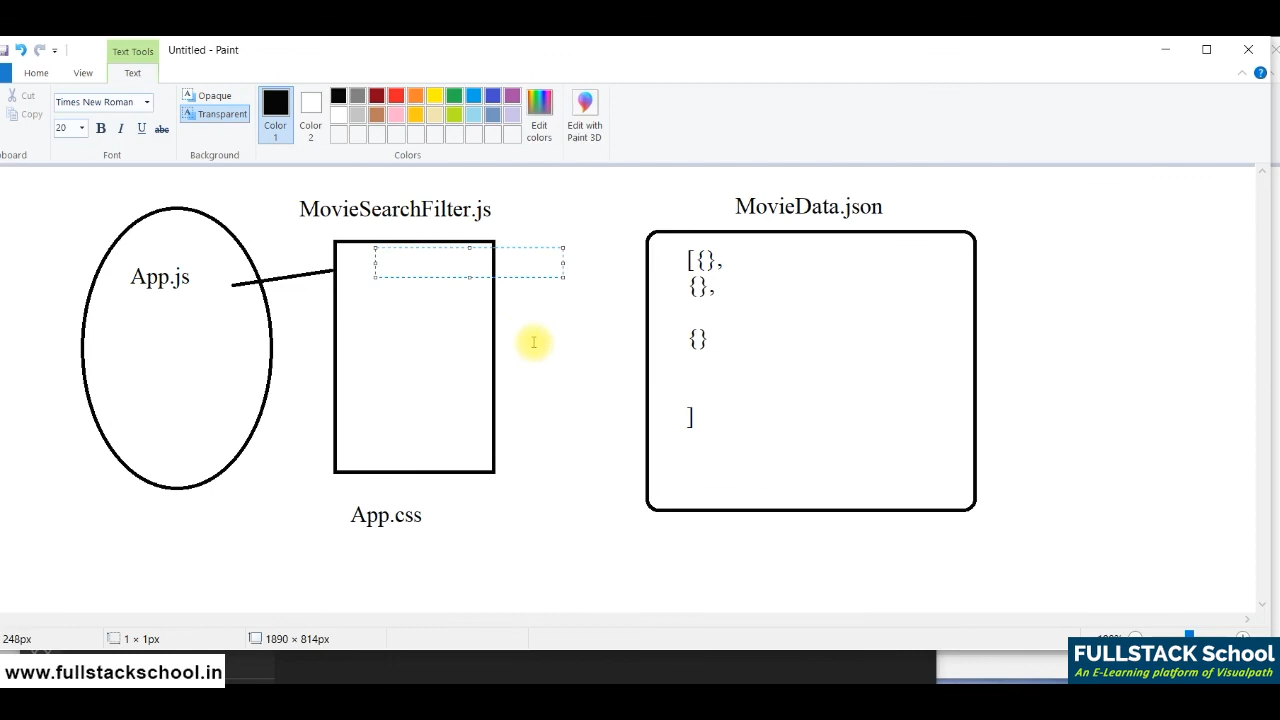 Text Tools
Untitled - Paint
Home
View
Text
Cut
Copy
Times New Roman
20
B
I
U
abc
Font
Opaque
Transparent
Background
Color
1
Color
2
Colors
Edit
colors
Edit with
Paint 3D
MovieSearchFilter.js
MovieData.json
App.js
[{},
{},
{}
]
App.css
248px
1 × 1px
1890 × 814px
www.fullstackschool.in
FULLSTACK School
An E-Learning platform of Visualpath